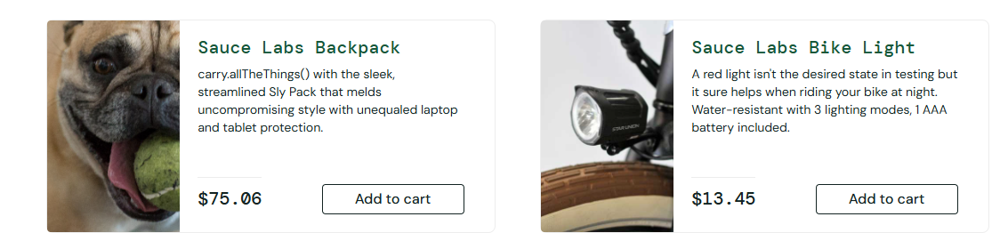 Sauce Labs Backpack
carry.allTheThings() with the sleek,
streamlined Sly Pack that melds
uncompromising style with unequaled laptop
and tablet protection.
$75.06
Add to cart
Sauce Labs Bike Light
A red light isn't the desired state in testing but
it sure helps when riding your bike at night.
Water-resistant with 3 lighting modes, 1 AAA
battery included.
STAR UNION
$13.45
Add to cart